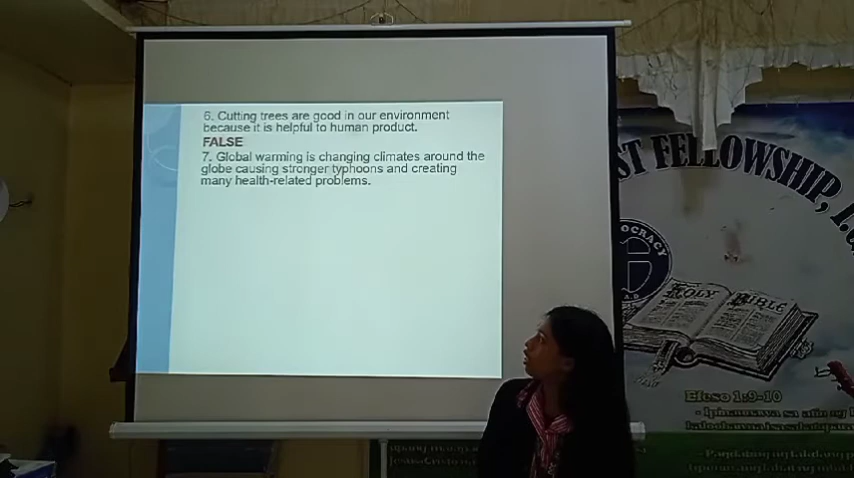 6. Cutting trees are good in our environment
because it is helpful to human product.
FALSE
7. Global warming is changing climates around the
globe causing stronger typhoons and creating
many health-related problems.
ST FELLOWSHIP, I.
OCRACY
HOLY BIBLE
Efeso 1:9-10